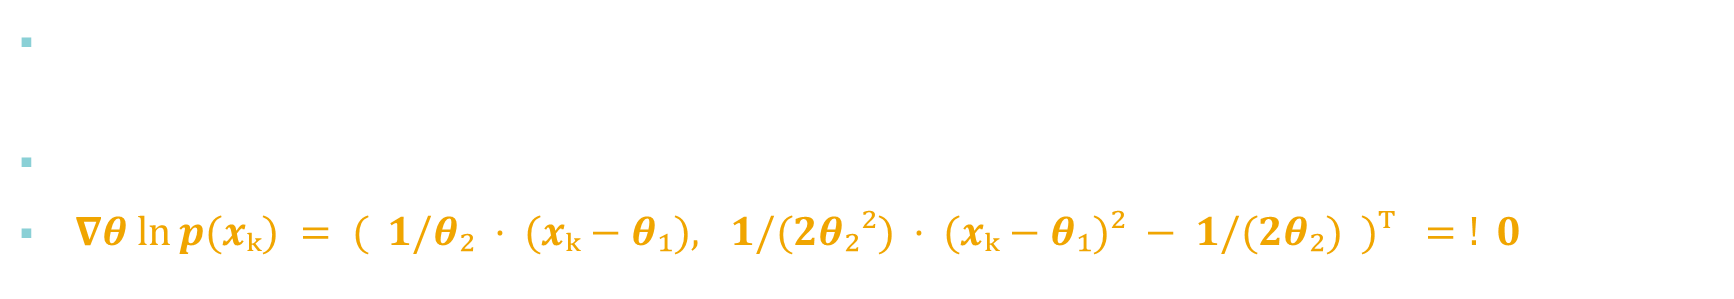 ▪ 𝛁𝜽 ln 𝒑(𝒙ₖ) = ( 𝟏/𝜽₂ · (𝒙ₖ − 𝜽₁), 𝟏/(𝟐𝜽₂²) · (𝒙ₖ − 𝜽₁)² − 𝟏/(𝟐𝜽₂) )ᵀ = ! 𝟎